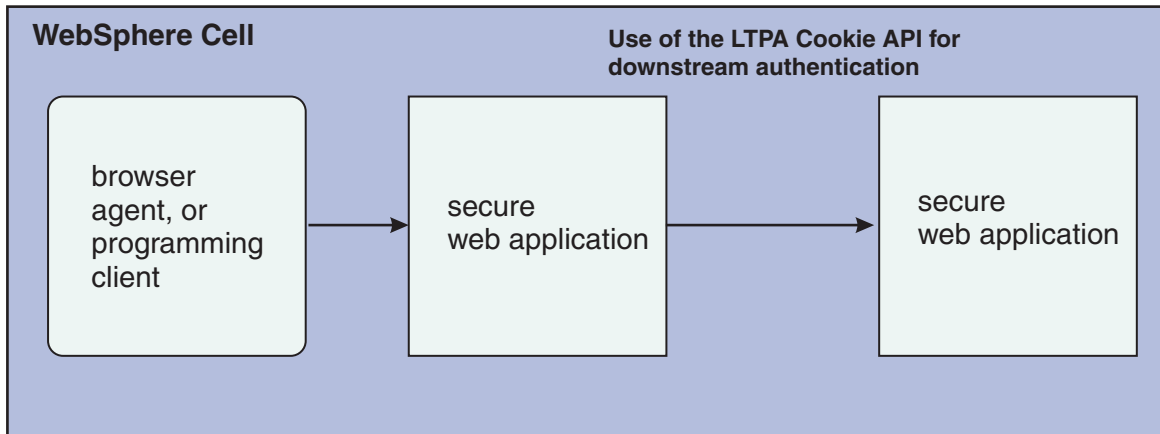 WebSphere Cell
Use of the LTPA Cookie API for
downstream authentication
browser
agent, or
programming
client
secure
web application
secure
web application